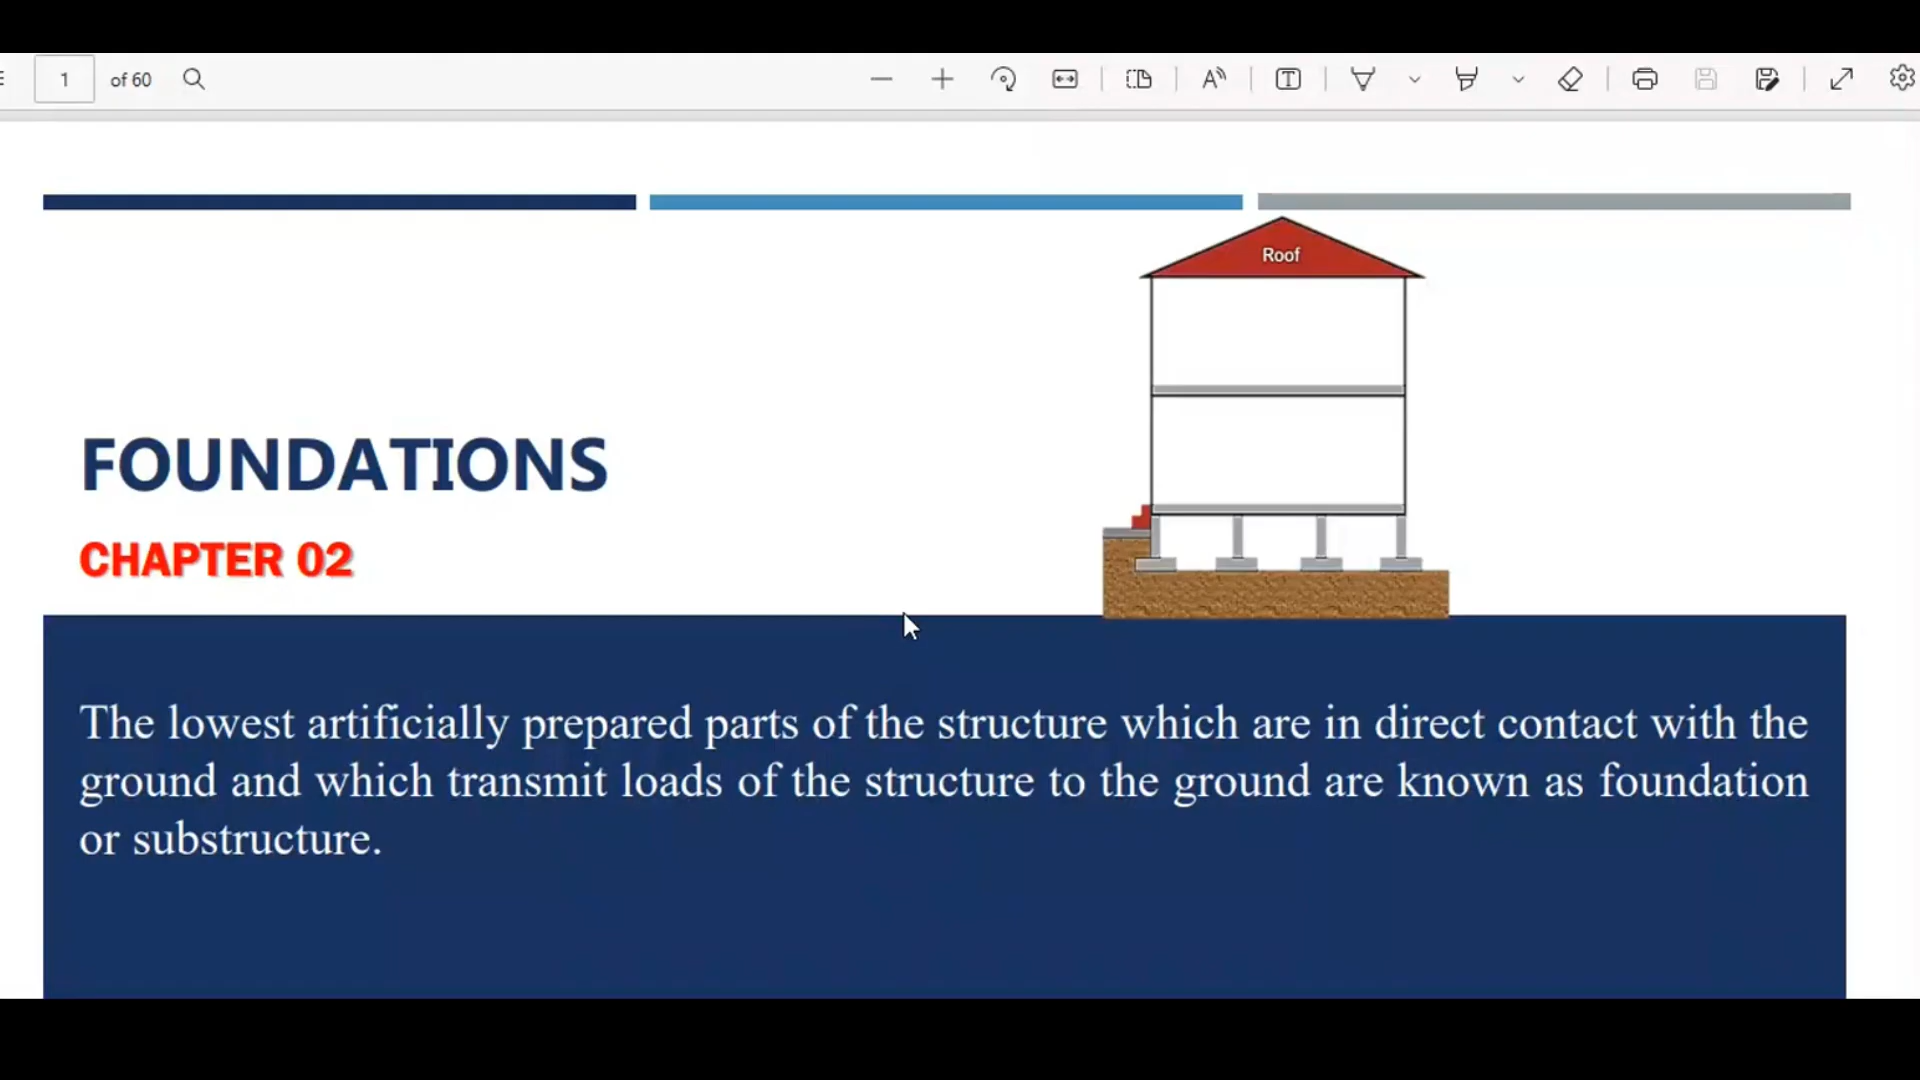 1 of 60
Roof
FOUNDATIONS
CHAPTER 02
The lowest artificially prepared parts of the structure which are in direct contact with the
ground and which transmit loads of the structure to the ground are known as foundation
or substructure.